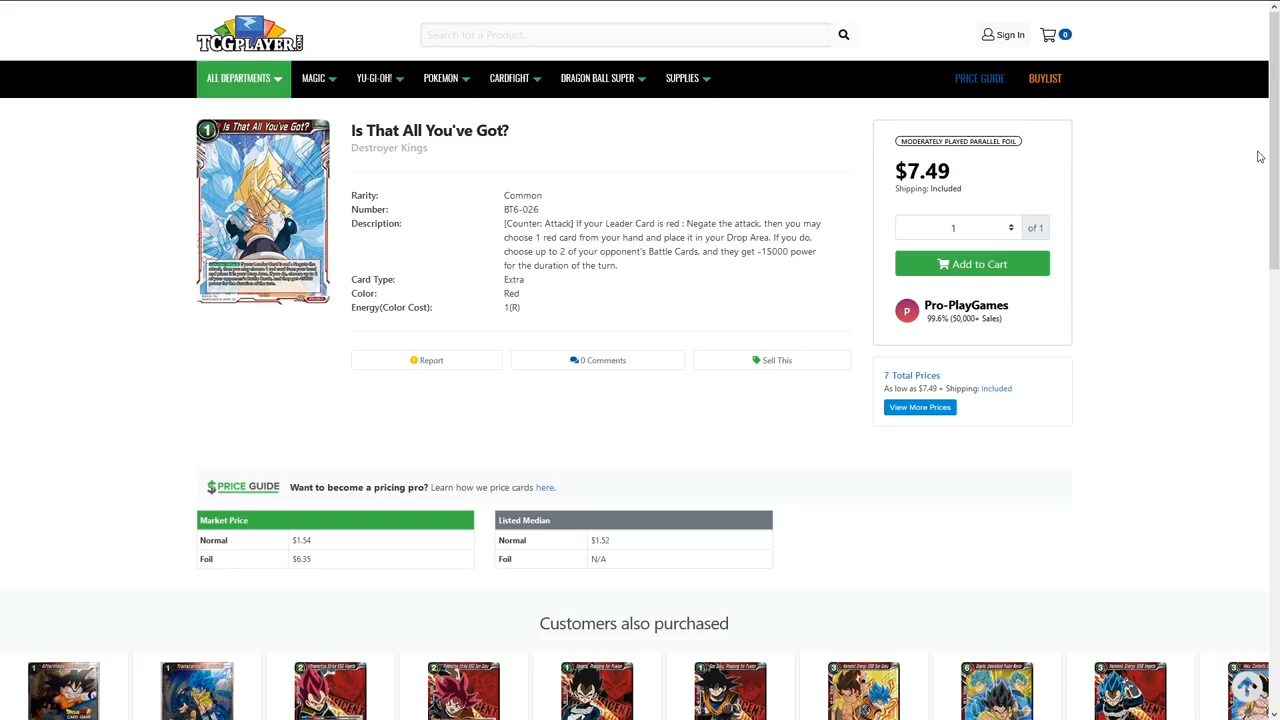 TCGPLAYER.COM
Search for a Product...
Sign In
0
ALL DEPARTMENTS
MAGIC
YU-GI-OH!
POKEMON
CARDFIGHT
DRAGON BALL SUPER
SUPPLIES
PRICE GUIDE
BUYLIST
1
Is That All You've Got?
Is That All You've Got?
Destroyer Kings
Rarity: Common
Number: BT6-026
Description: [Counter: Attack] If your Leader Card is red : Negate the attack, then you may
choose 1 red card from your hand and place it in your Drop Area. If you do,
choose up to 2 of your opponent's Battle Cards, and they get -15000 power
for the duration of the turn.
Card Type: Extra
Color: Red
Energy(Color Cost): 1(R)
Report
0 Comments
Sell This
MODERATELY PLAYED PARALLEL FOIL
$7.49
Shipping: Included
1
of 1
Add to Cart
P
Pro-PlayGames
99.6% (50,000+ Sales)
7 Total Prices
As low as $7.49 + Shipping: Included
View More Prices
$PRICE GUIDE
Want to become a pricing pro? Learn how we price cards here.
Market Price
Normal $1.54
Foil $6.35
Listed Median
Normal $1.52
Foil N/A
Customers also purchased